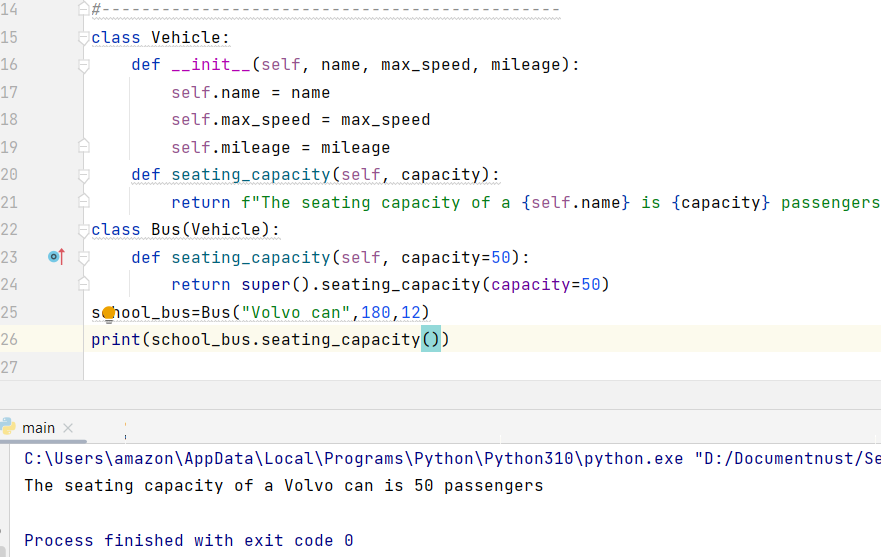 14 #----------------------------------------------
15 class Vehicle:
16     def __init__(self, name, max_speed, mileage):
17         self.name = name
18         self.max_speed = max_speed
19         self.mileage = mileage
20     def seating_capacity(self, capacity):
21         return f"The seating capacity of a {self.name} is {capacity} passengers
22 class Bus(Vehicle):
23     def seating_capacity(self, capacity=50):
24         return super().seating_capacity(capacity=50)
25 school_bus=Bus("Volvo can",180,12)
26 print(school_bus.seating_capacity())
27
main
C:\Users\amazon\AppData\Local\Programs\Python\Python310\python.exe "D:/Documentnust/Se
The seating capacity of a Volvo can is 50 passengers
Process finished with exit code 0